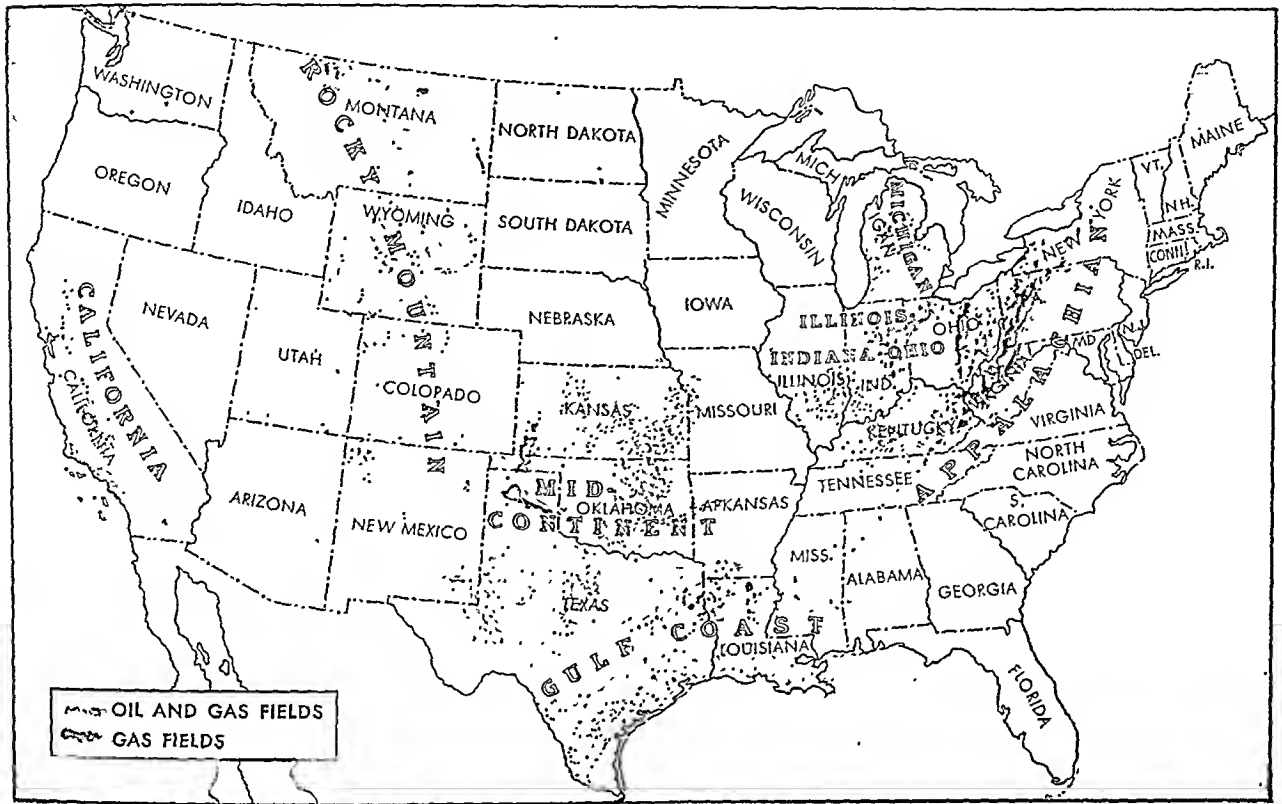 WASHINGTON
OREGON
IDAHO
MONTANA
ROCKY
MOUNTAIN
WYOMING
NORTH DAKOTA
SOUTH DAKOTA
NEBRASKA
MINNESOTA
WISCONSIN
MICH
MICHIGAN
IGAN
IOWA
NEVADA
UTAH
COLOPADO
CALIFORNIA
CALIFORNIA
ARIZONA
NEW MEXICO
KANSAS
MISSOURI
MID-
CONTINENT
OKLAHOMA
ARKANSAS
TEXAS
GULF COAST
LOUISIANA
MISS.
ALABAMA
GEORGIA
FLORIDA
TENNESSEE
KENTUCKY
ILLINOIS
INDIANA OHIO
ILLINOIS
IND.
OHIO
APPALACHIAN
VIRGINIA
NORTH
CAROLINA
S.
CAROLINA
MD
DEL.
N.J.
NEW YORK
VT.
N.H.
MAINE
MASS.
CONN.
R.I.
OIL AND GAS FIELDS
GAS FIELDS